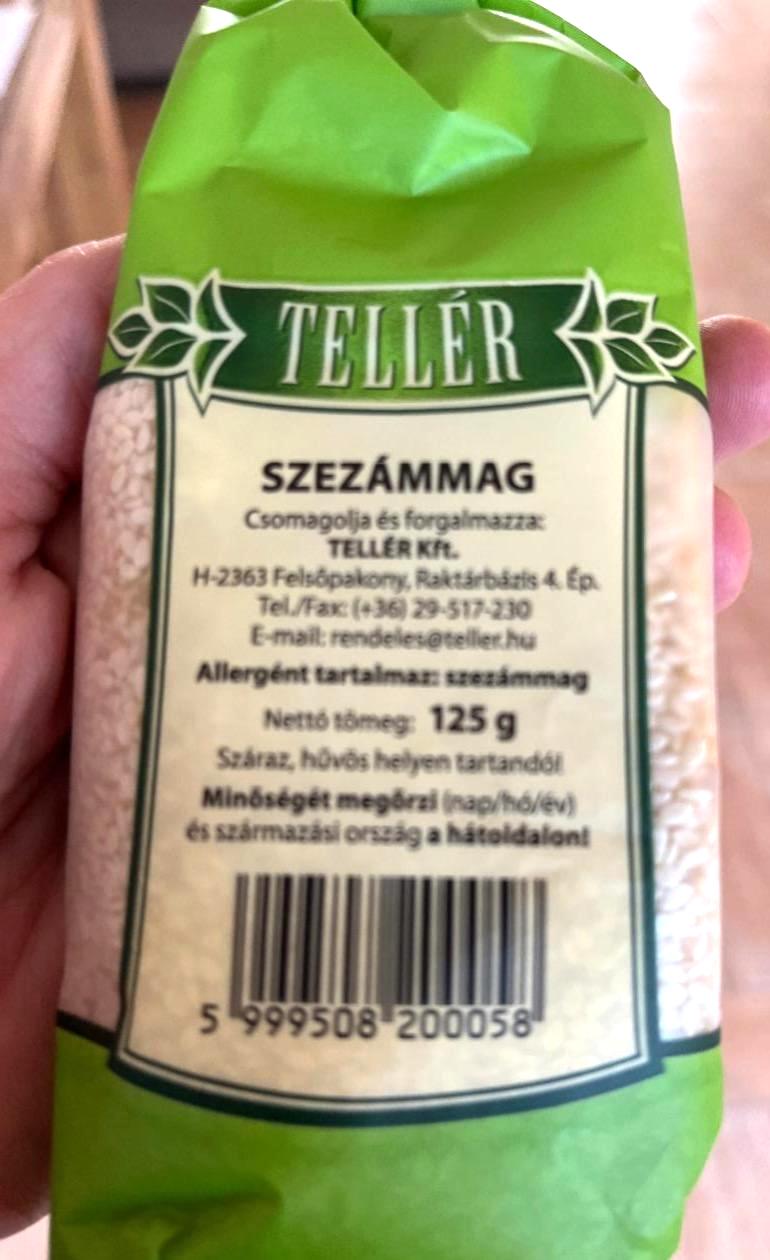 TELLÉR
SZEZÁMMAG
Csomagolja és forgalmazza:
TELLÉR Kft.
H-2363 Felsőpakony, Raktárbázis 4. Ép.
Tel./Fax: (+36) 29-517-230
E-mail: rendeles@teller.hu
Allergént tartalmaz: szezámmag
Nettó tömeg: 125 g
Száraz, hűvös helyen tartandó!
Minőségét megőrzi (nap/hó/év)
és származási ország a hátoldalon!
5 999508 200058